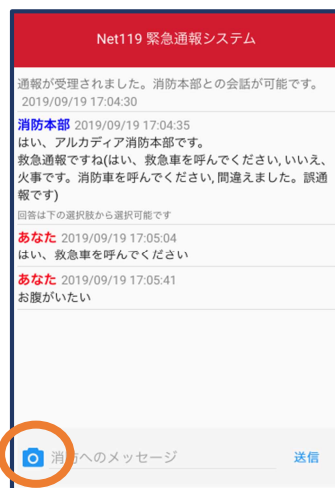 Net119 緊急通報システム
通報が受理されました。消防本部との会話が可能です。
2019/09/19 17:04:30
消防本部 2019/09/19 17:04:35
はい、アルカディア消防本部です。
救急通報ですね(はい、救急車を呼んでください, いいえ、
火事です。消防車を呼んでください, 間違えました。誤通
報です)
回答は下の選択肢から選択可能です
あなた 2019/09/19 17:05:04
はい、救急車を呼んでください
あなた 2019/09/19 17:05:41
お腹がいたい
消防へのメッセージ 送信